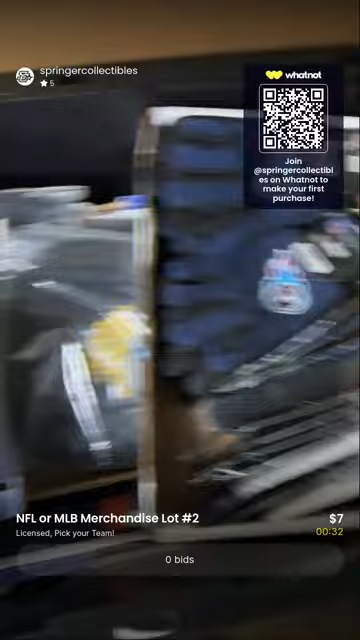 springercollectibles
★ 5
whatnot
Join
@springercollectibl
es on Whatnot to
make your first
purchase!
NFL or MLB Merchandise Lot #2
$7
Licensed, Pick your Team!
00:32
0 bids